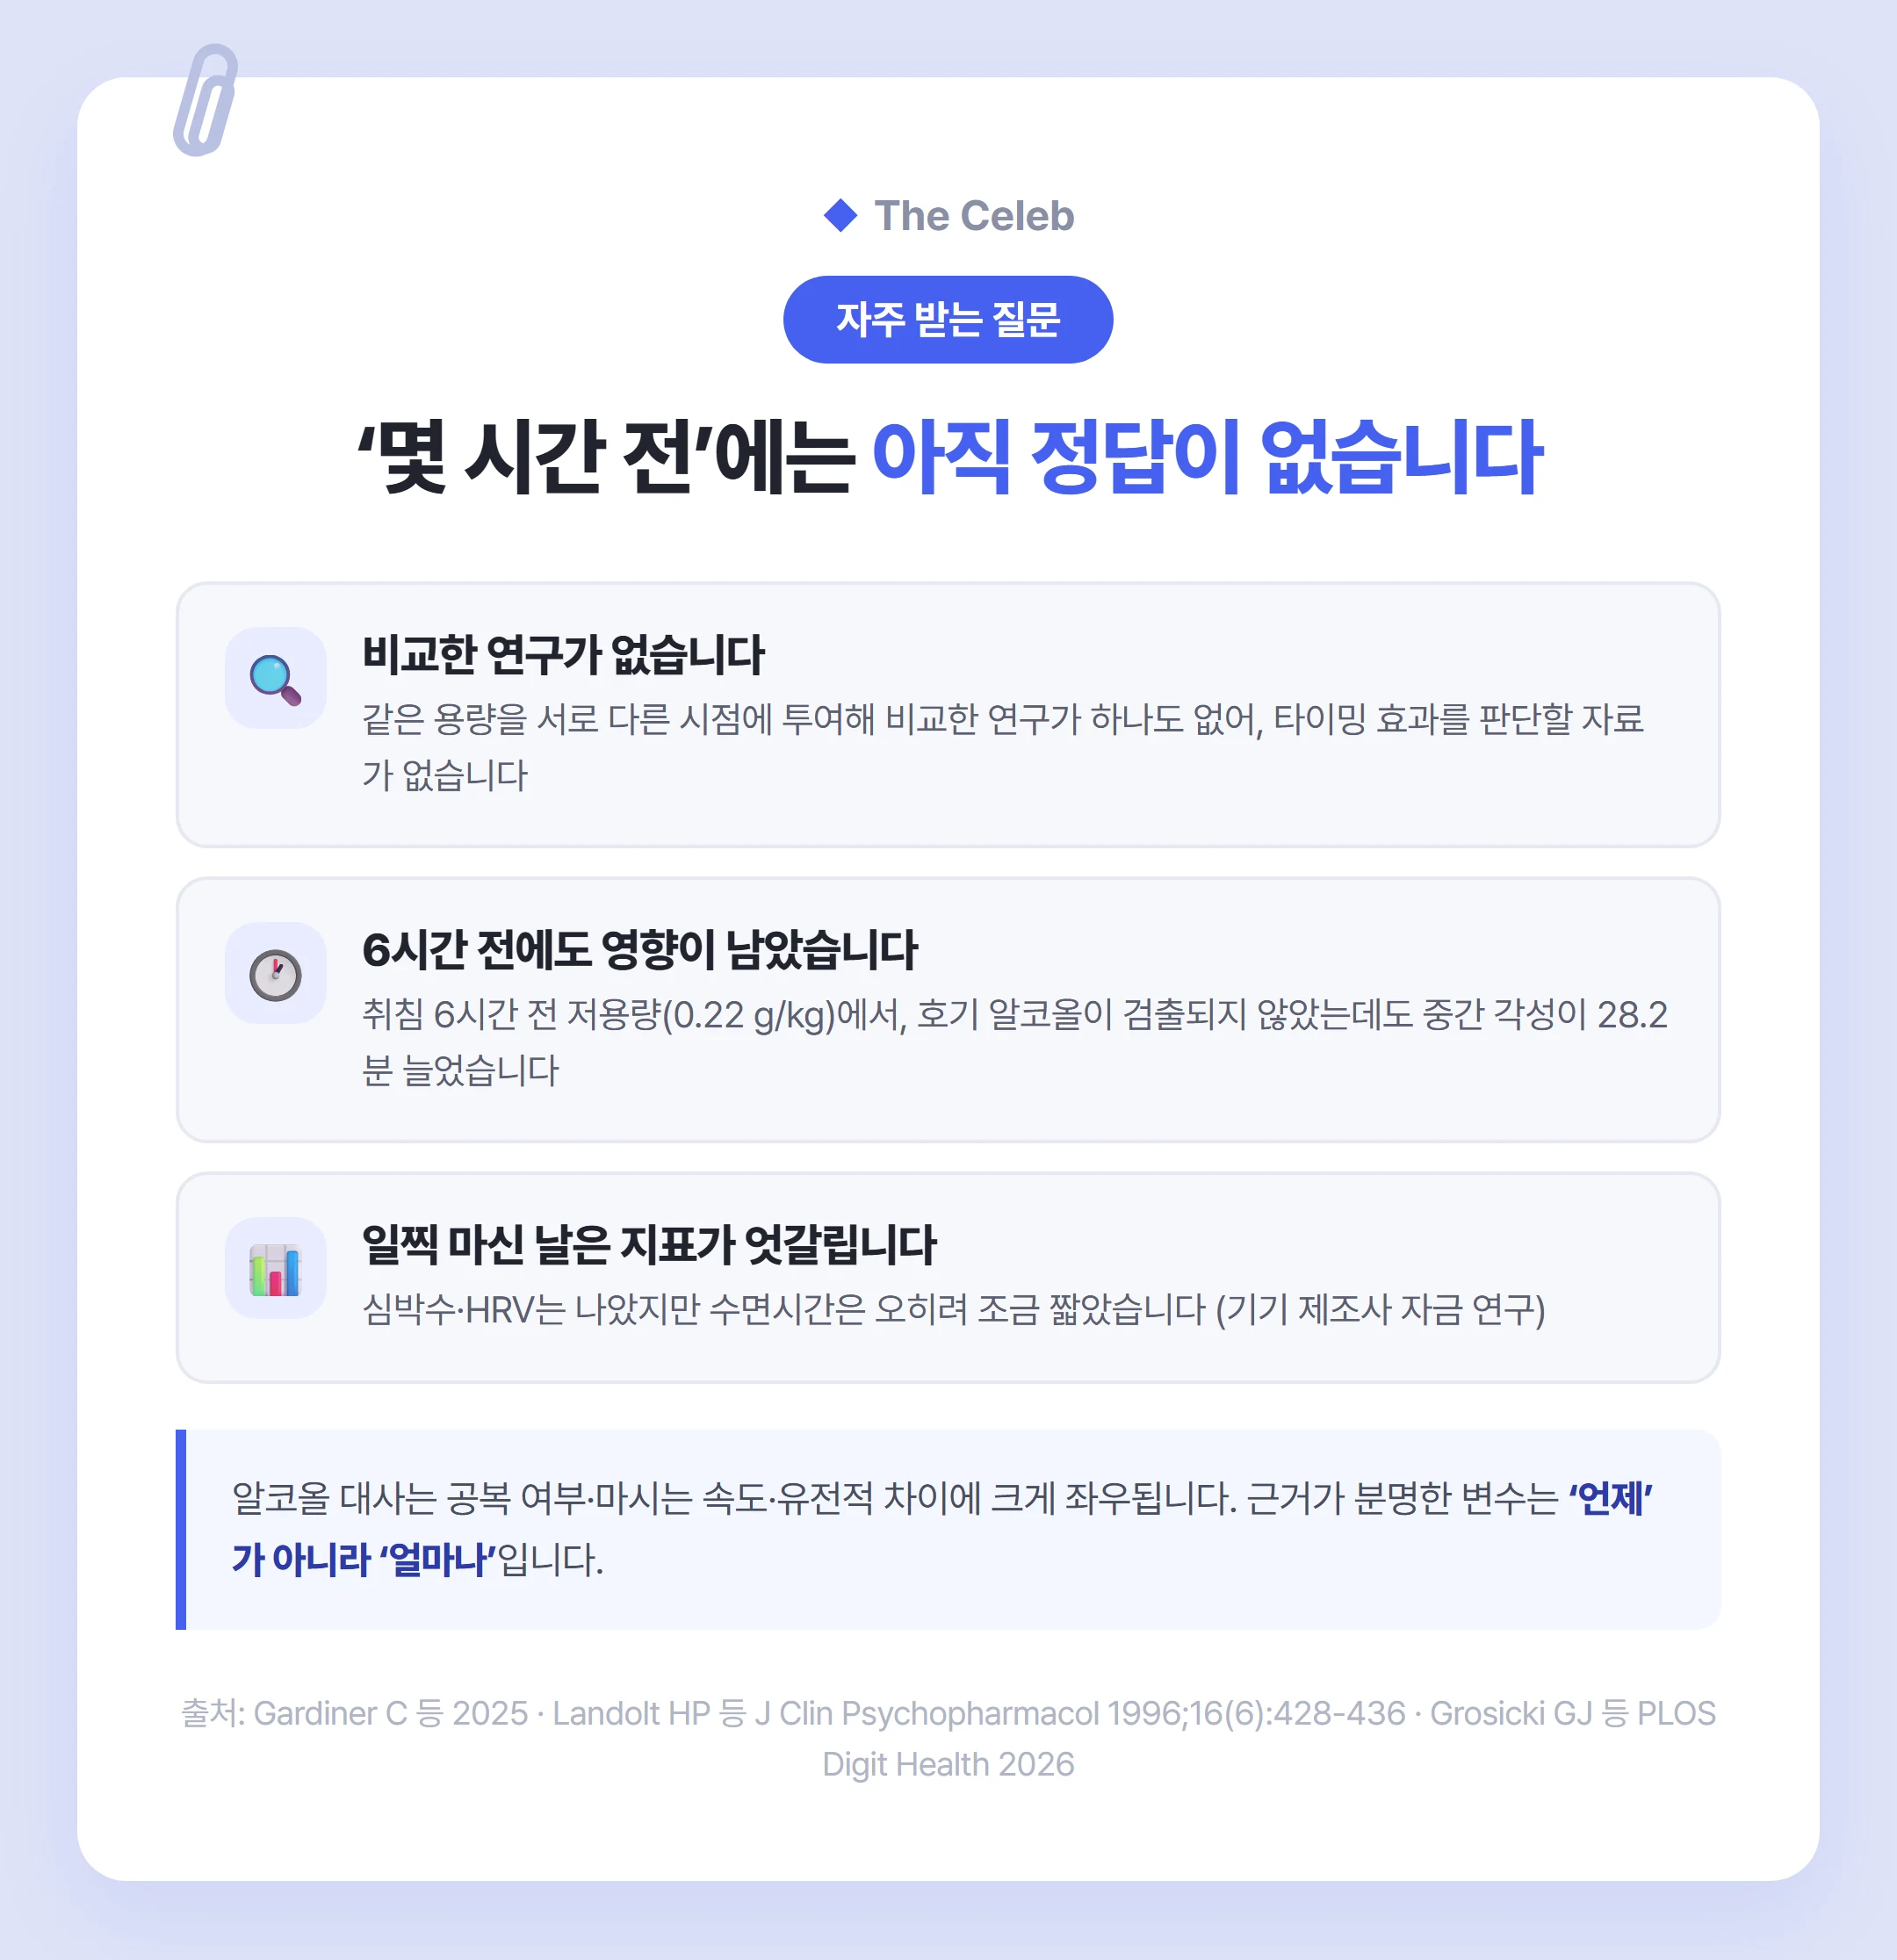 The Celeb
자주 받는 질문
‘몇 시간 전’에는 아직 정답이 없습니다
비교한 연구가 없습니다
같은 용량을 서로 다른 시점에 투여해 비교한 연구가 하나도 없어, 타이밍 효과를 판단할 자료
가 없습니다
6시간 전에도 영향이 남았습니다
취침 6시간 전 저용량(0.22 g/kg)에서, 호기 알코올이 검출되지 않았는데도 중간 각성이 28.2
분 늘었습니다
일찍 마신 날은 지표가 엇갈립니다
심박수·HRV는 나았지만 수면시간은 오히려 조금 짧았습니다 (기기 제조사 자금 연구)
알코올 대사는 공복 여부·마시는 속도·유전적 차이에 크게 좌우됩니다. 근거가 분명한 변수는 ‘언제’
가 아니라 ‘얼마나’입니다.
출처: Gardiner C 등 2025 · Landolt HP 등 J Clin Psychopharmacol 1996;16(6):428-436 · Grosicki GJ 등 PLOS
Digit Health 2026